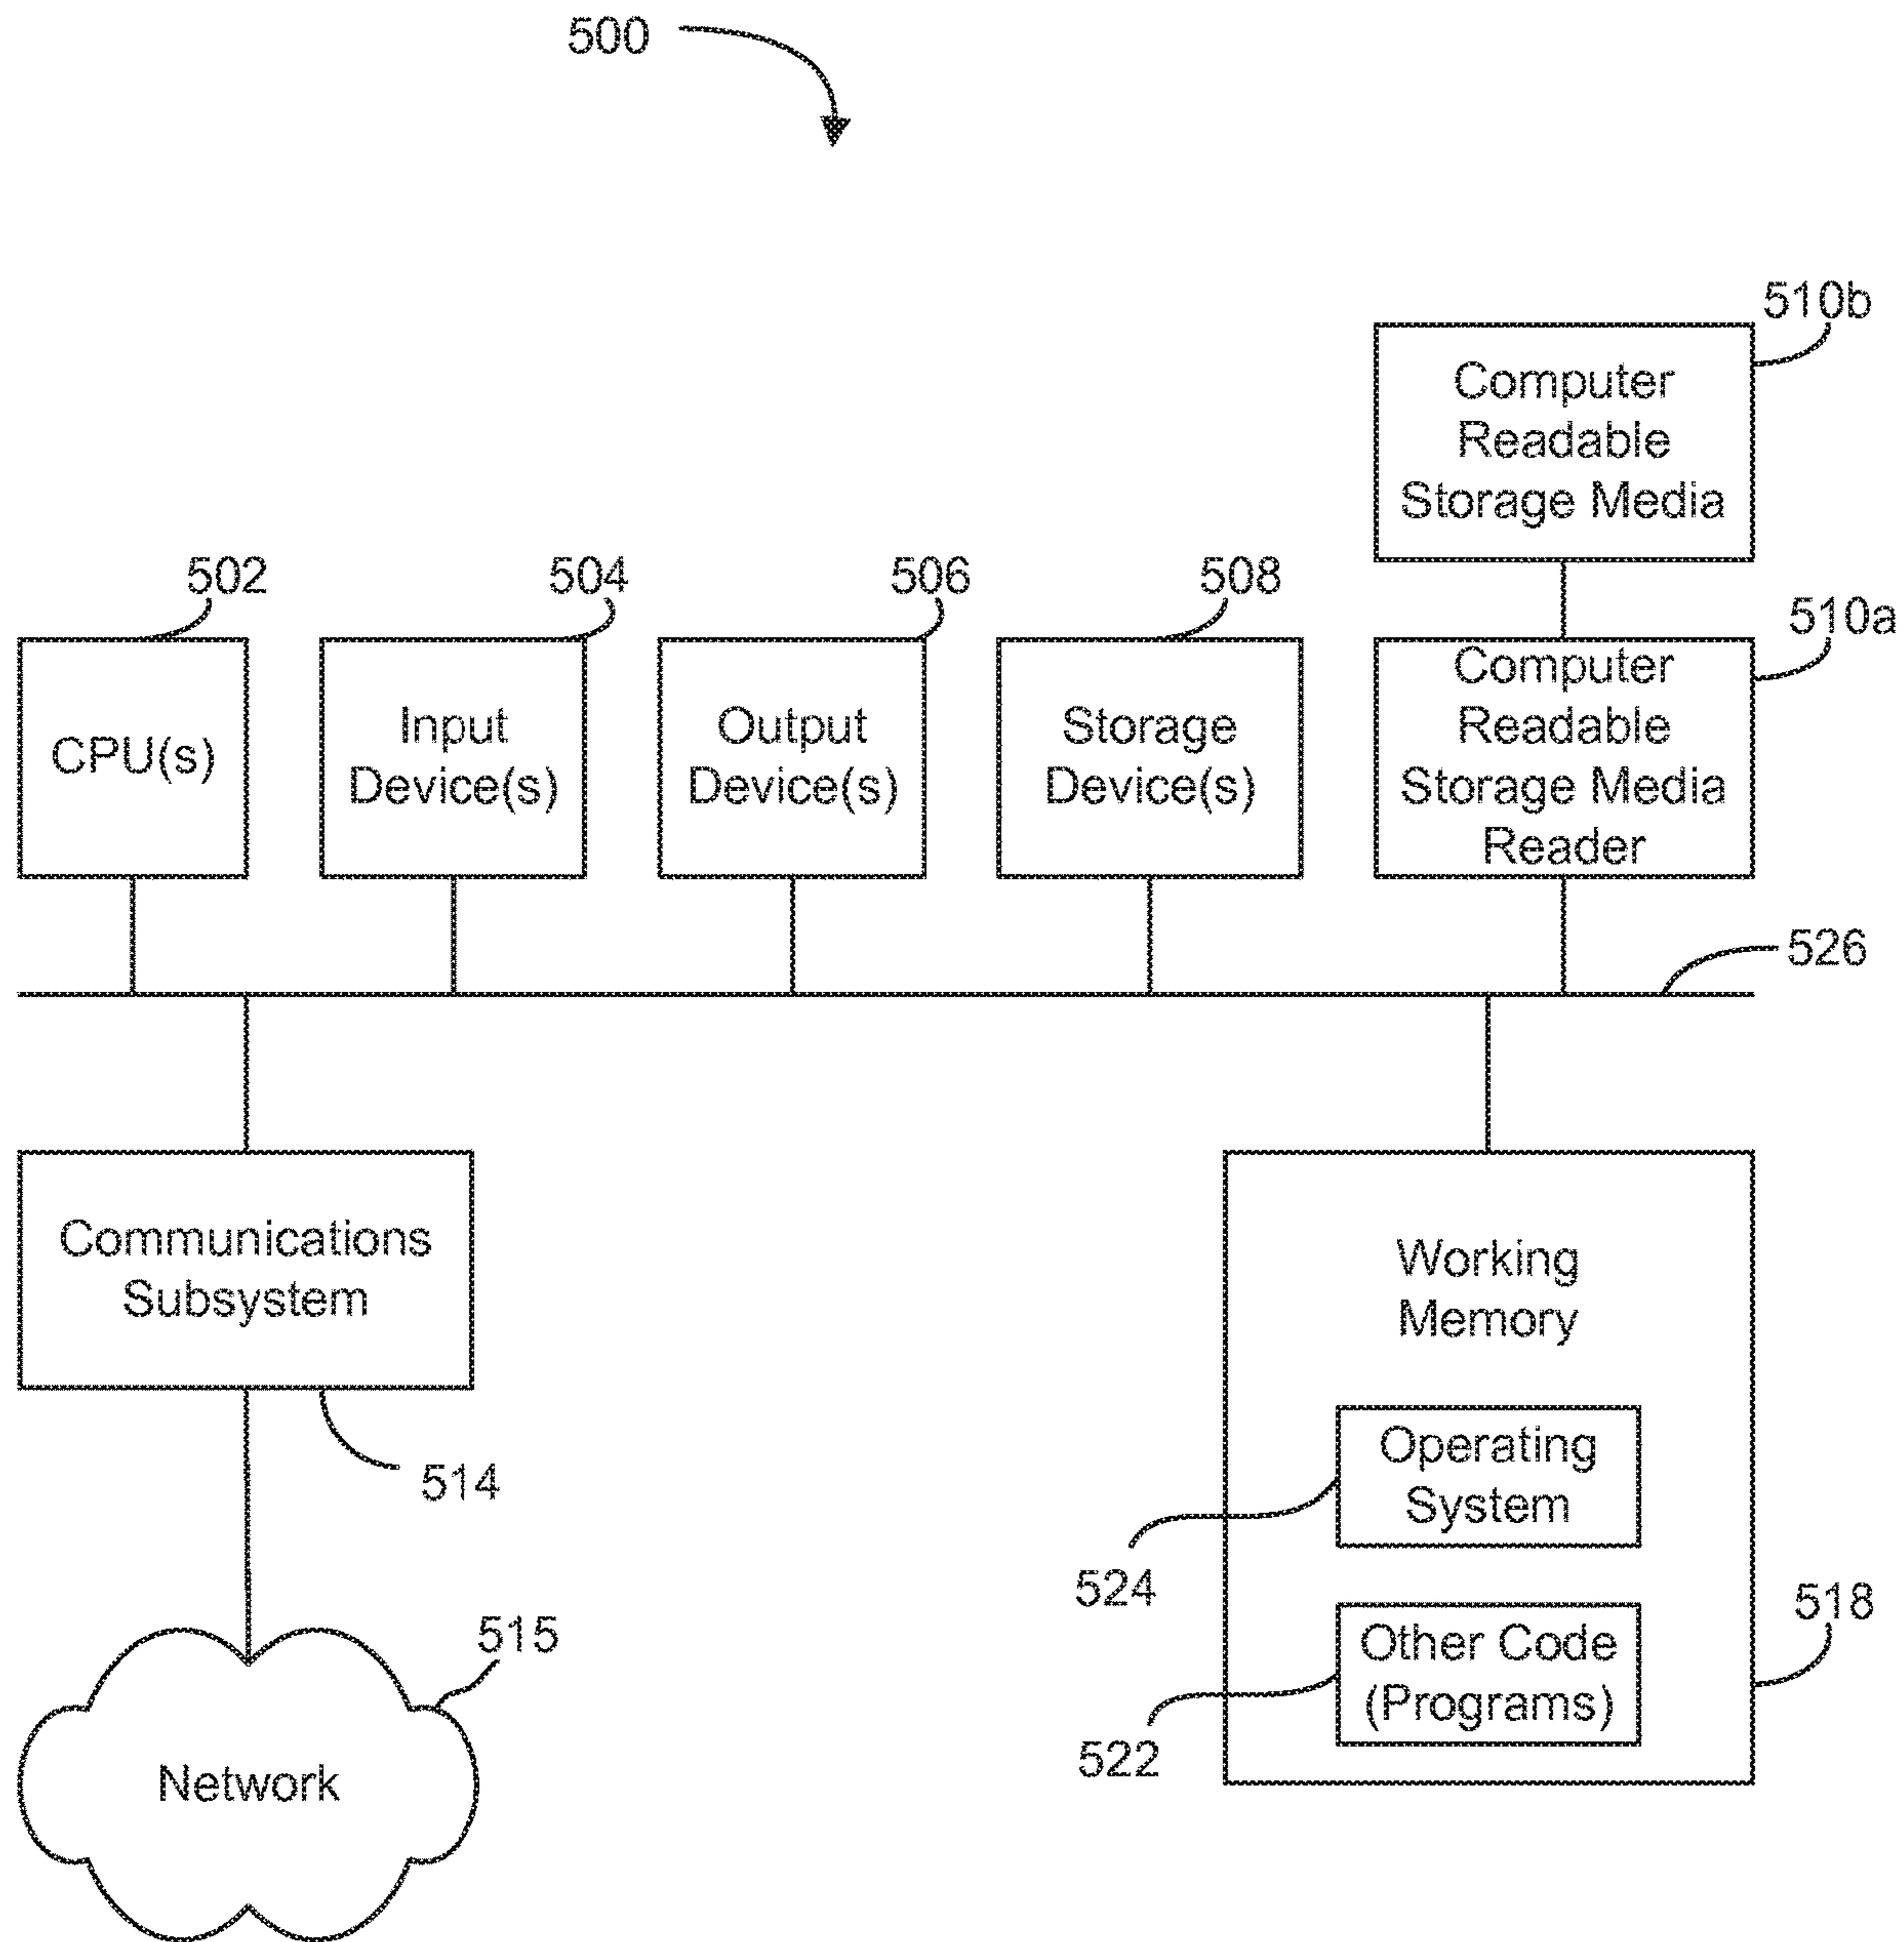 500
510b
Computer
Readable
Storage Media
502
504
506
508
510a
CPU(s)
Input
Device(s)
Output
Device(s)
Storage
Device(s)
Computer
Readable
Storage Media
Reader
526
Communications
Subsystem
514
Working
Memory
Operating
System
524
518
Other Code
(Programs)
522
515
Network